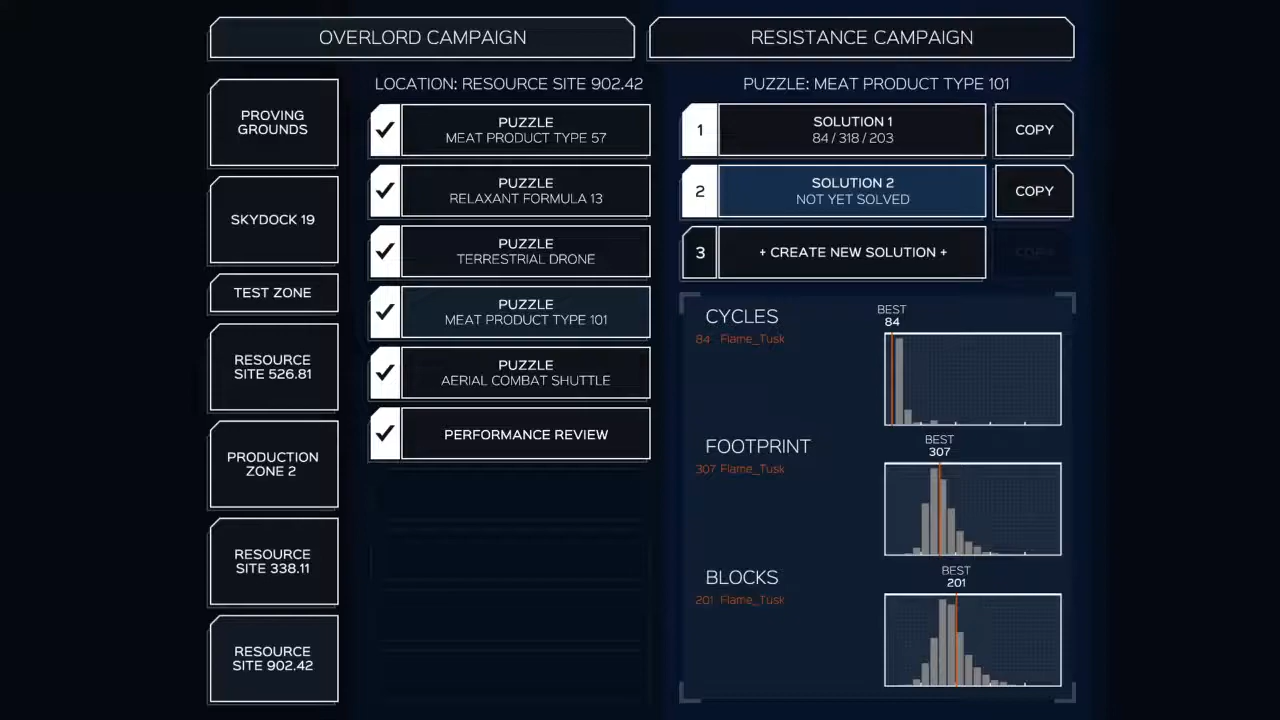 OVERLORD CAMPAIGN
RESISTANCE CAMPAIGN
PROVING
GROUNDS
SKYDOCK 19
TEST ZONE
RESOURCE
SITE 526.81
PRODUCTION
ZONE 2
RESOURCE
SITE 338.11
RESOURCE
SITE 902.42
LOCATION: RESOURCE SITE 902.42
PUZZLE
MEAT PRODUCT TYPE 57
PUZZLE
RELAXANT FORMULA 13
PUZZLE
TERRESTRIAL DRONE
PUZZLE
MEAT PRODUCT TYPE 101
PUZZLE
AERIAL COMBAT SHUTTLE
PERFORMANCE REVIEW
PUZZLE: MEAT PRODUCT TYPE 101
1
SOLUTION 1
84 / 318 / 203
COPY
2
SOLUTION 2
NOT YET SOLVED
COPY
3
+ CREATE NEW SOLUTION +
COPY
CYCLES
84 Flame_Tusk
BEST
84
FOOTPRINT
307 Flame_Tusk
BEST
307
BLOCKS
201 Flame_Tusk
BEST
201